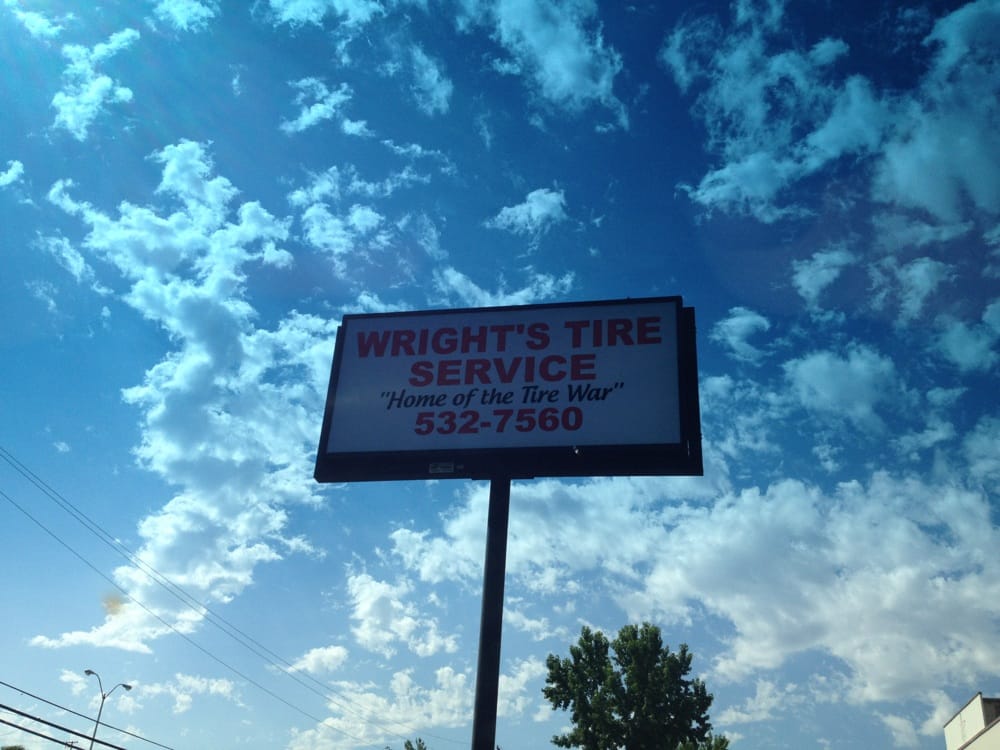 WRIGHT'S TIRE
SERVICE
"Home of the Tire War"
532-7560